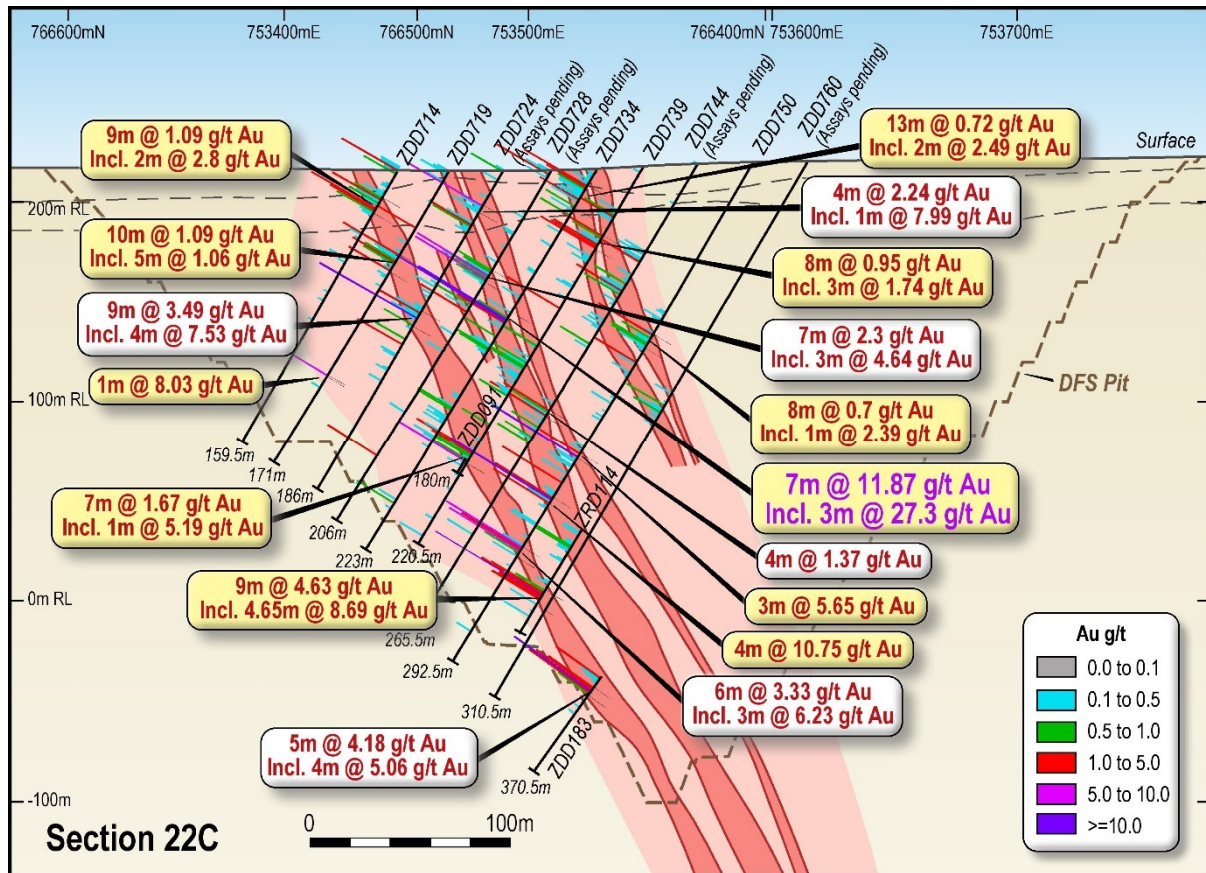 766600mN
753400mE
766500mN
753500mE
766400mN
753600mE
753700mE
ZDD714
ZDD719
ZDD724
(Assays pending)
ZDD728
(Assays pending)
ZDD734
ZDD739
ZDD744
(Assays pending)
ZDD750
ZDD760
(Assays pending)
Surface
9m @ 1.09 g/t Au
Incl. 2m @ 2.8 g/t Au
13m @ 0.72 g/t Au
Incl. 2m @ 2.49 g/t Au
200m RL
4m @ 2.24 g/t Au
Incl. 1m @ 7.99 g/t Au
10m @ 1.09 g/t Au
Incl. 5m @ 1.06 g/t Au
8m @ 0.95 g/t Au
Incl. 3m @ 1.74 g/t Au
9m @ 3.49 g/t Au
Incl. 4m @ 7.53 g/t Au
7m @ 2.3 g/t Au
Incl. 3m @ 4.64 g/t Au
1m @ 8.03 g/t Au
DFS Pit
100m RL
8m @ 0.7 g/t Au
Incl. 1m @ 2.39 g/t Au
ZDD091
159.5m
171m
180m
186m
7m @ 11.87 g/t Au
Incl. 3m @ 27.3 g/t Au
7m @ 1.67 g/t Au
Incl. 1m @ 5.19 g/t Au
206m
223m
220.5m
ZRD114
4m @ 1.37 g/t Au
9m @ 4.63 g/t Au
Incl. 4.65m @ 8.69 g/t Au
3m @ 5.65 g/t Au
0m RL
265.5m
4m @ 10.75 g/t Au
292.5m
6m @ 3.33 g/t Au
Incl. 3m @ 6.23 g/t Au
310.5m
5m @ 4.18 g/t Au
Incl. 4m @ 5.06 g/t Au
ZDD183
370.5m
-100m
Au g/t
0.0 to 0.1
0.1 to 0.5
0.5 to 1.0
1.0 to 5.0
5.0 to 10.0
>=10.0
Section 22C
0
100m